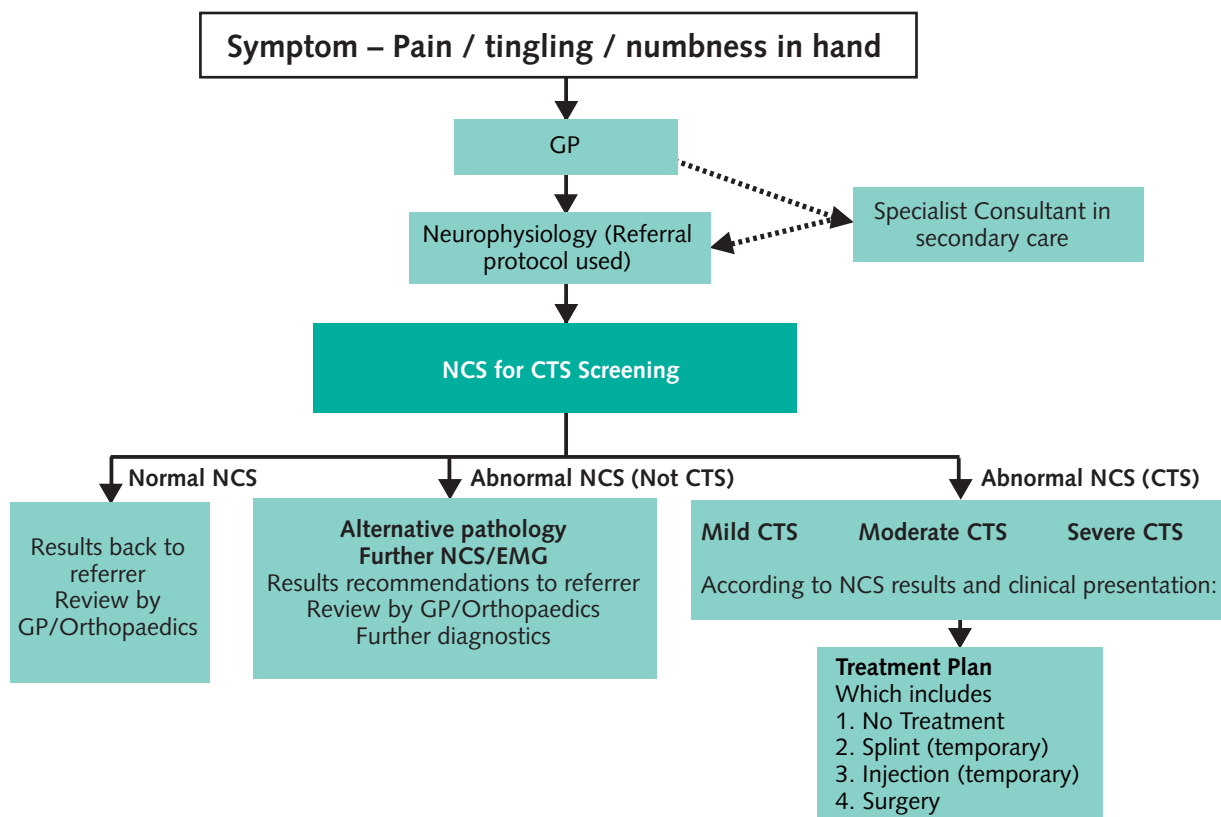 Symptom – Pain / tingling / numbness in hand
GP
Specialist Consultant in
secondary care
Neurophysiology (Referral
protocol used)
NCS for CTS Screening
Normal NCS
Abnormal NCS (Not CTS)
Abnormal NCS (CTS)
Results back to
referrer
Review by
GP/Orthopaedics
Alternative pathology
Further NCS/EMG
Results recommendations to referrer
Review by GP/Orthopaedics
Further diagnostics
Mild CTS Moderate CTS Severe CTS
According to NCS results and clinical presentation:
Treatment Plan
Which includes
1. No Treatment
2. Splint (temporary)
3. Injection (temporary)
4. Surgery